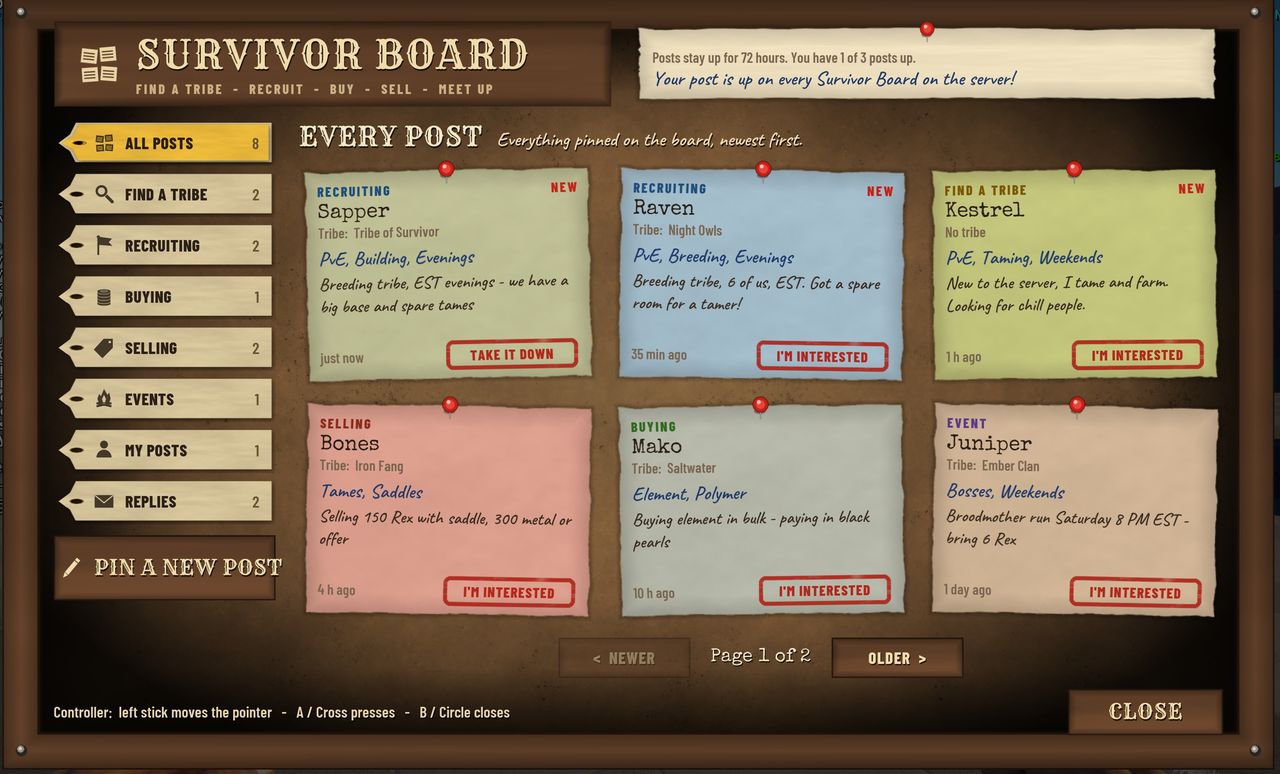 SURVIVOR BOARD
FIND A TRIBE - RECRUIT - BUY - SELL - MEET UP
Posts stay up for 72 hours. You have 1 of 3 posts up.
Your post is up on every Survivor Board on the server!
ALL POSTS 8
FIND A TRIBE 2
RECRUITING 2
BUYING 1
SELLING 2
EVENTS 1
MY POSTS 1
REPLIES 2
PIN A NEW POST
EVERY POST Everything pinned on the board, newest first.
RECRUITING NEW
Sapper
Tribe: Tribe of Survivor
PvE, Building, Evenings
Breeding tribe, EST evenings - we have a
big base and spare tames
just now TAKE IT DOWN
RECRUITING NEW
Raven
Tribe: Night Owls
PvE, Breeding, Evenings
Breeding tribe, 6 of us, EST. Got a spare
room for a tamer!
35 min ago I'M INTERESTED
FIND A TRIBE NEW
Kestrel
No tribe
PvE, Taming, Weekends
New to the server, I tame and farm.
Looking for chill people.
1 h ago I'M INTERESTED
SELLING
Bones
Tribe: Iron Fang
Tames, Saddles
Selling 150 Rex with saddle, 300 metal or
offer
4 h ago I'M INTERESTED
BUYING
Mako
Tribe: Saltwater
Element, Polymer
Buying element in bulk - paying in black
pearls
10 h ago I'M INTERESTED
EVENT
Juniper
Tribe: Ember Clan
Bosses, Weekends
Broodmother run Saturday 8 PM EST -
bring 6 Rex
1 day ago I'M INTERESTED
< NEWER Page 1 of 2 OLDER >
Controller: left stick moves the pointer - A / Cross presses - B / Circle closes
CLOSE